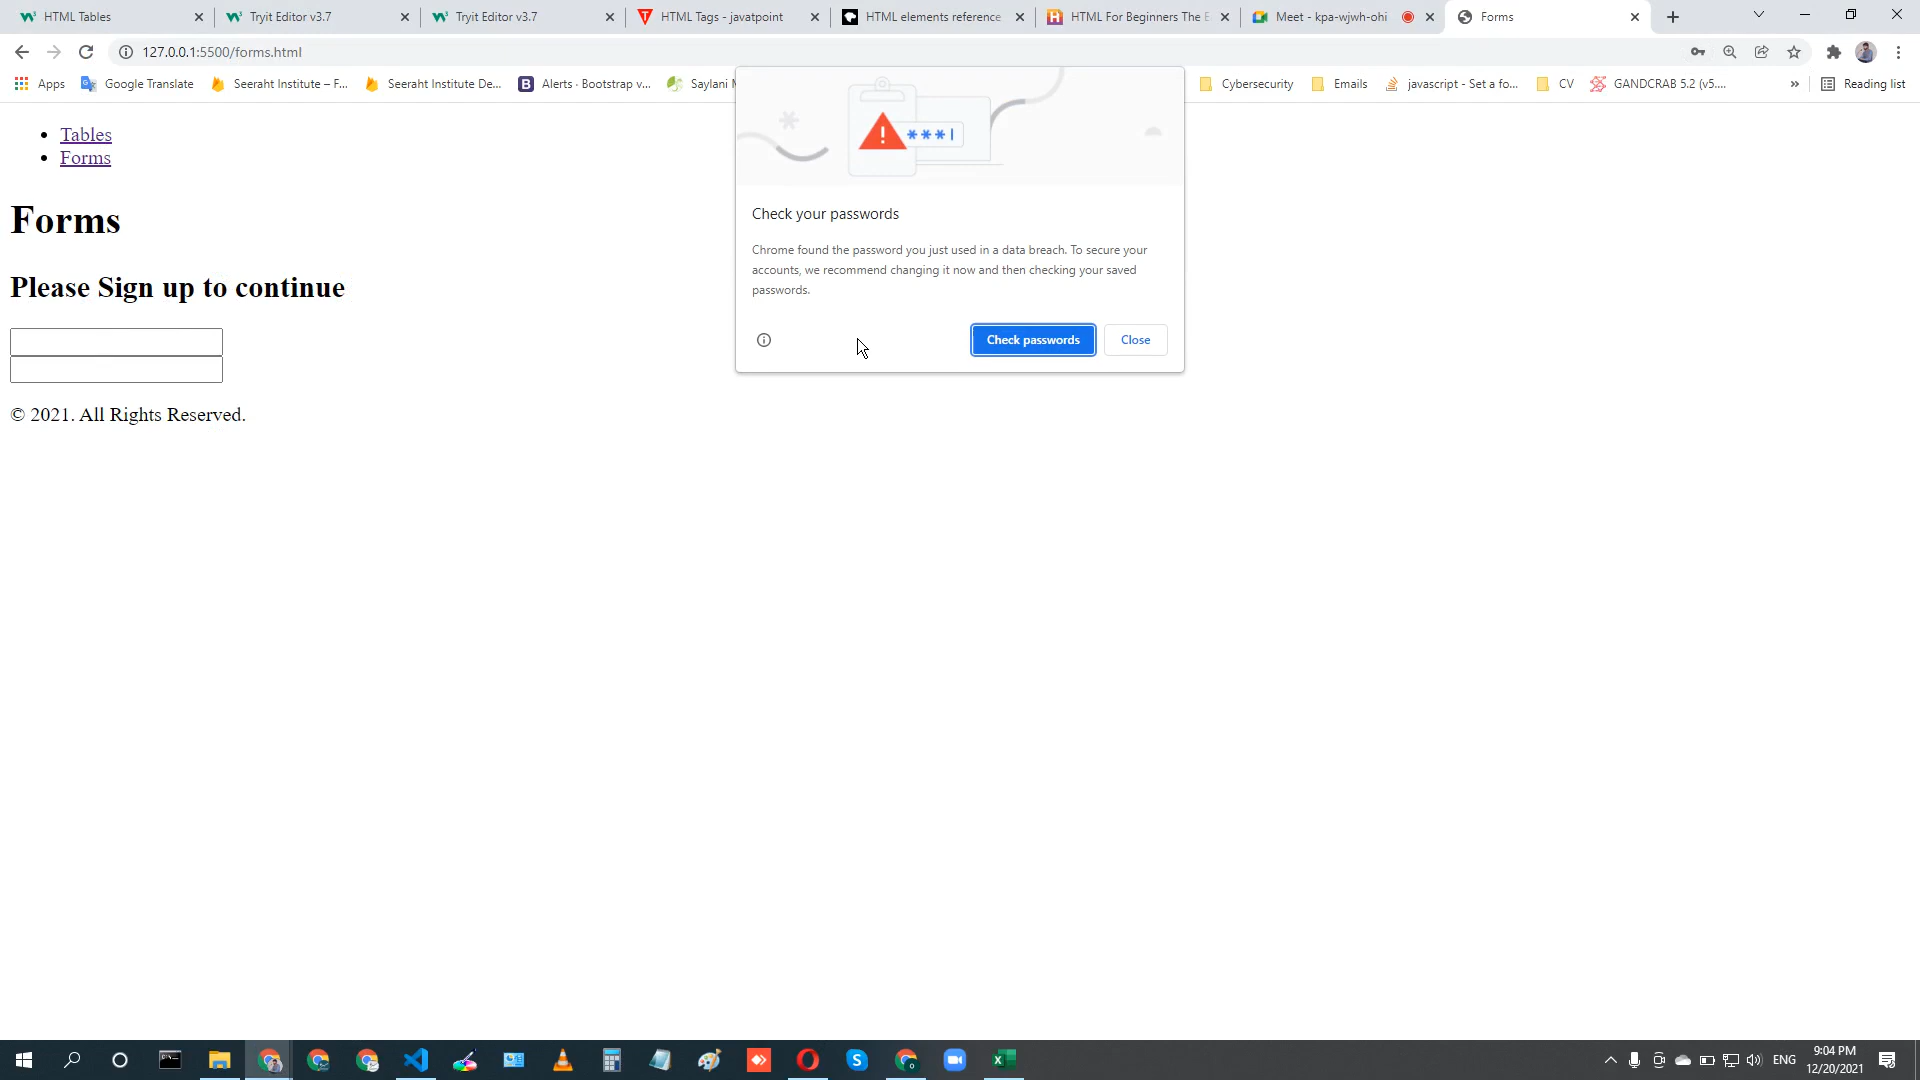 HTML Tables
Tryit Editor v3.7
Tryit Editor v3.7
HTML Tags - javatpoint
HTML elements reference
HTML For Beginners The E
Meet - kpa-wjwh-ohi
Forms
127.0.0.1:5500/forms.html
Apps
Google Translate
Seeraht Institute – F...
Seeraht Institute De...
Alerts · Bootstrap v...
Saylani M
Cybersecurity
Emails
javascript - Set a fo...
CV
GANDCRAB 5.2 (v5....
»
Reading list
Tables
Forms
Forms
Please Sign up to continue
© 2021. All Rights Reserved.
***|
Check your passwords
Chrome found the password you just used in a data breach. To secure your
accounts, we recommend changing it now and then checking your saved
passwords.
Check passwords
Close
ENG
9:04 PM
12/20/2021